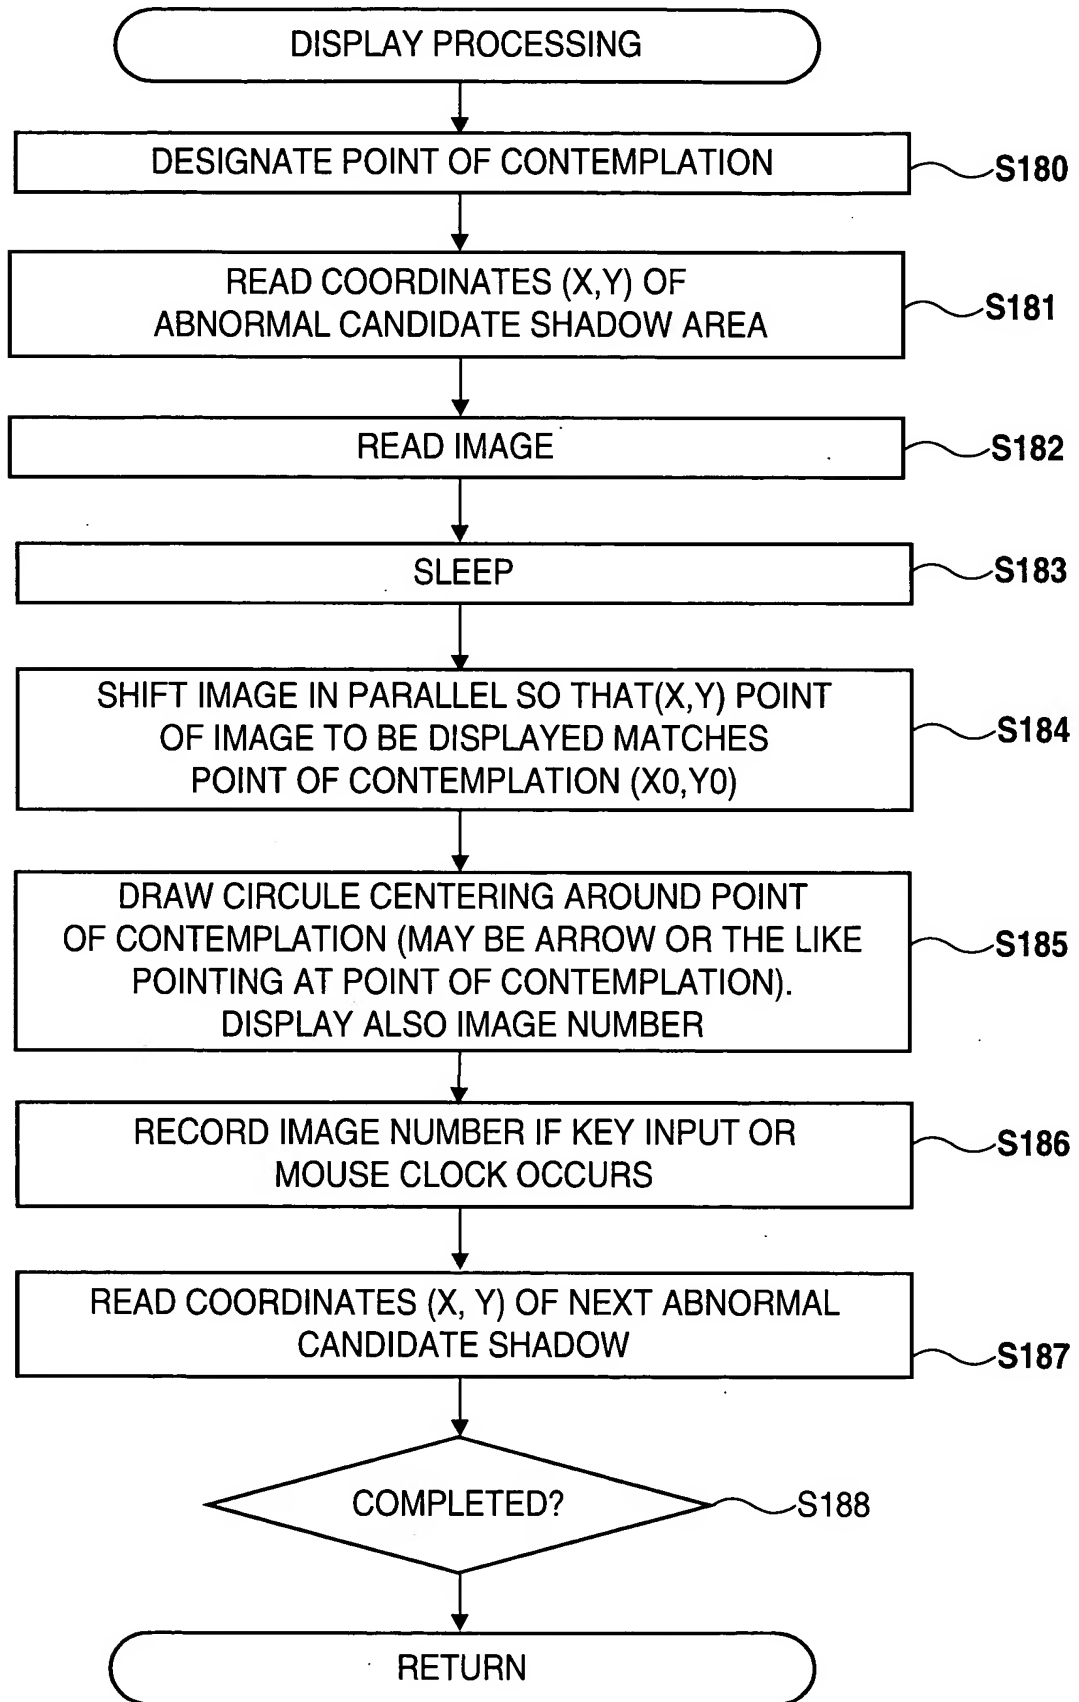 DISPLAY PROCESSING
DESIGNATE POINT OF CONTEMPLATION
S180
READ COORDINATES (X,Y) OF
ABNORMAL CANDIDATE SHADOW AREA
S181
READ IMAGE
S182
SLEEP
S183
SHIFT IMAGE IN PARALLEL SO THAT(X,Y) POINT
OF IMAGE TO BE DISPLAYED MATCHES
POINT OF CONTEMPLATION (X0,Y0)
S184
DRAW CIRCULE CENTERING AROUND POINT
OF CONTEMPLATION (MAY BE ARROW OR THE LIKE
POINTING AT POINT OF CONTEMPLATION).
DISPLAY ALSO IMAGE NUMBER
S185
RECORD IMAGE NUMBER IF KEY INPUT OR
MOUSE CLOCK OCCURS
S186
READ COORDINATES (X, Y) OF NEXT ABNORMAL
CANDIDATE SHADOW
S187
COMPLETED?
S188
RETURN